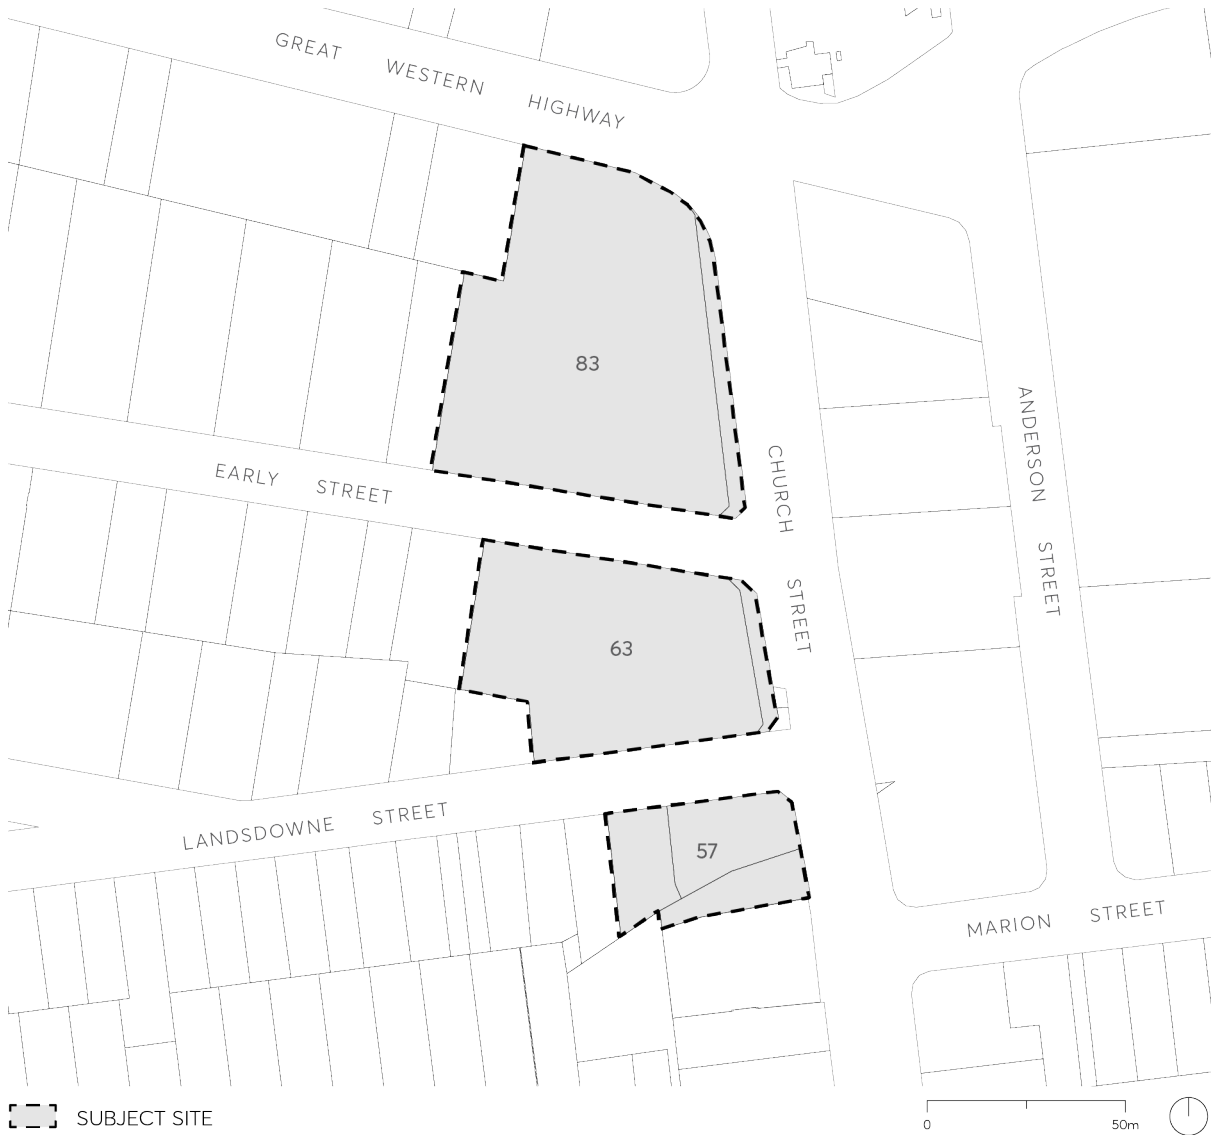 GREAT WESTERN HIGHWAY
83
ANDERSON STREET
CHURCH STREET
EARLY STREET
63
LANDSDOWNE STREET
57
MARION STREET
SUBJECT SITE
0 50m